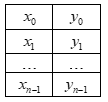 x₀ y₀
x₁ y₁
... ...
xₙ₋₁ yₙ₋₁